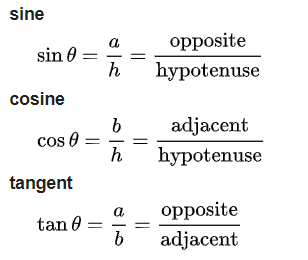 sine
sin θ = a/h = opposite/hypotenuse
cosine
cos θ = b/h = adjacent/hypotenuse
tangent
tan θ = a/b = opposite/adjacent